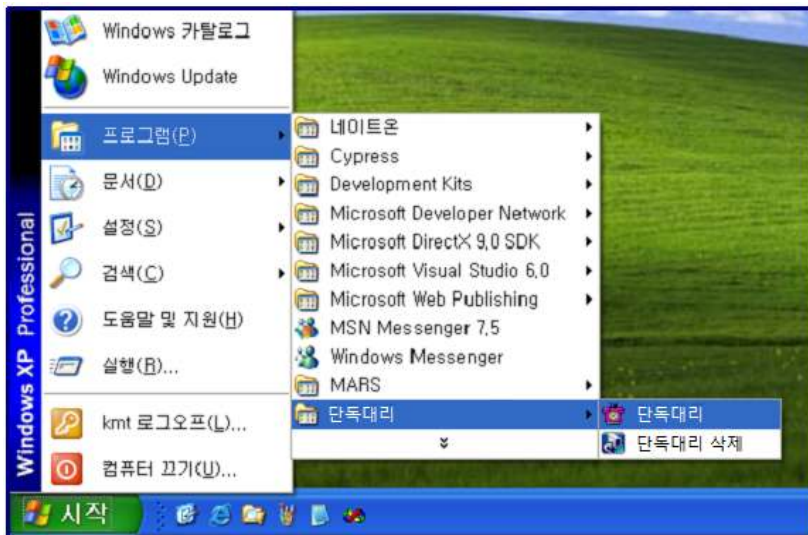 Windows 카탈로그
Windows Update
프로그램(P)
문서(D)
설정(S)
검색(C)
도움말 및 지원(H)
실행(R)...
kmt 로그오프(L)...
컴퓨터 끄기(U)...
Windows XP Professional
네이트온
Cypress
Development Kits
Microsoft Developer Network
Microsoft DirectX 9,0 SDK
Microsoft Visual Studio 6,0
Microsoft Web Publishing
MSN Messenger 7,5
Windows Messenger
MARS
단독대리
단독대리
단독대리 삭제
시작